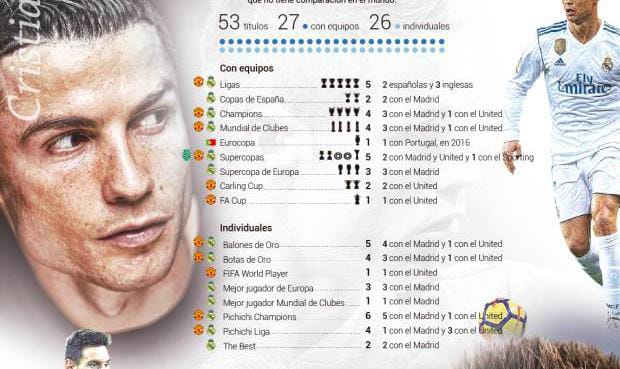 que no tiene comparación en el mundo.
53 títulos 27 con equipos 26 individuales
Cristia
Con equipos
Ligas 5 2 españolas y 3 inglesas
Copas de España 2 2 con el Madrid
Champions 4 3 con el Madrid y 1 con el United
Mundial de Clubes 4 3 con el Madrid y 1 con el United
Eurocopa 1 1 con Portugal, en 2016
Supercopas 5 2 con Madrid y United y 1 con el Sporting
Supercopa de Europa 3 3 con el Madrid
Carling Cup 2 2 con el United
FA Cup 1 1 con el United
Individuales
Balones de Oro 5 4 con el Madrid y 1 con el United
Botas de Oro 4 3 con el Madrid y 1 con el United
FIFA World Player 1 1 con el United
Mejor jugador de Europa 3 3 con el Madrid
Mejor jugador Mundial de Clubes 1 1 con el Madrid
Pichichi Champions 6 5 con el Madrid y 1 con el United
Pichichi Liga 4 1 con el Madrid y 3 con el United
The Best 2 2 con el Madrid
Fly
Emirates